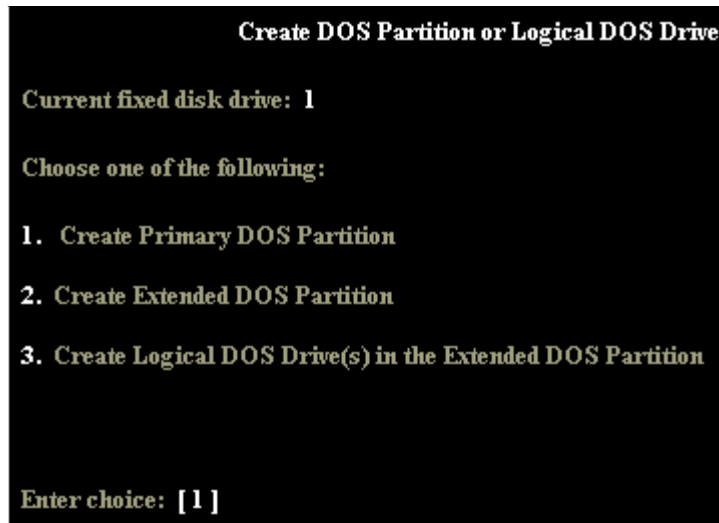 Create DOS Partition or Logical DOS Drive
Current fixed disk drive: 1
Choose one of the following:
1. Create Primary DOS Partition
2. Create Extended DOS Partition
3. Create Logical DOS Drive(s) in the Extended DOS Partition
Enter choice: [ 1 ]